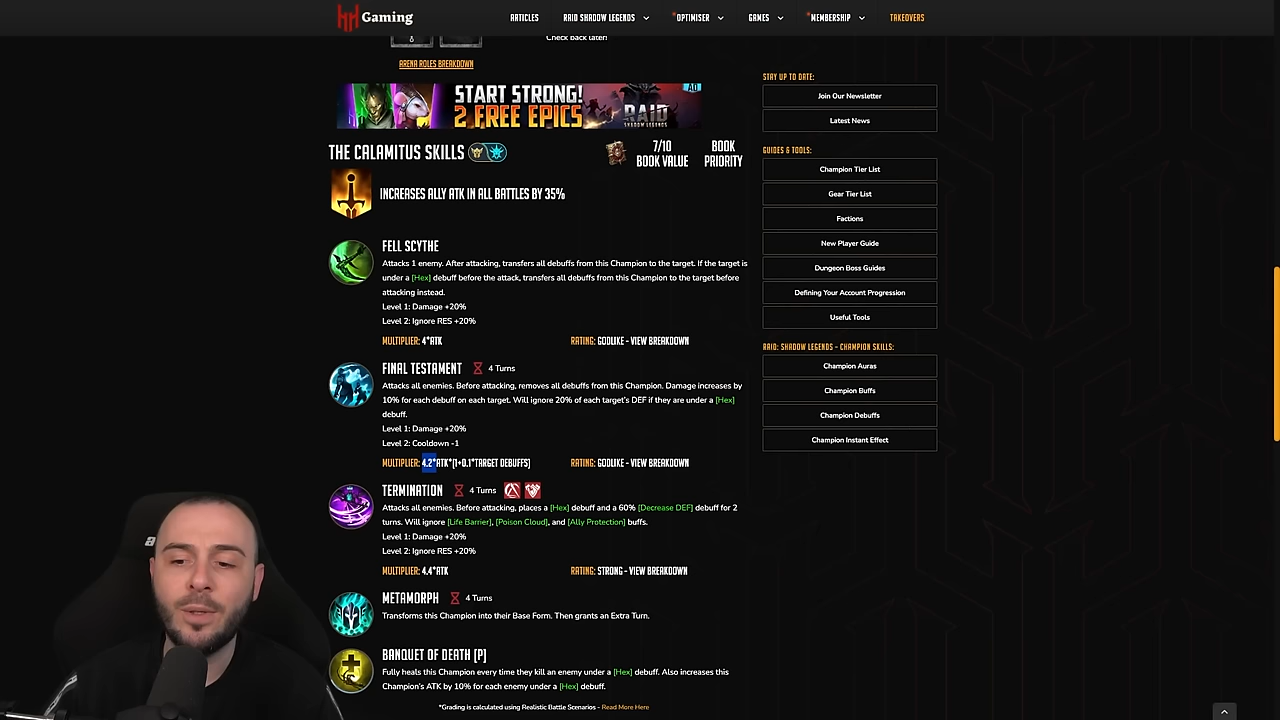 Gaming
ARTICLES
RAID SHADOW LEGENDS
OPTIMISER
GAMES
MEMBERSHIP
TAKEOVERS
Check back later!
ARENA ROLES BREAKDOWN
START STRONG!
2 FREE EPICS
RAID
SHADOW LEGENDS
AD
THE CALAMITUS SKILLS
7/10
BOOK VALUE
BOOK
PRIORITY
INCREASES ALLY ATK IN ALL BATTLES BY 35%
FELL SCYTHE
Attacks 1 enemy. After attacking, transfers all debuffs from this Champion to the target. If the target is
under a [Hex] debuff before the attack, transfers all debuffs from this Champion to the target before
attacking instead.
Level 1: Damage +20%
Level 2: Ignore RES +20%
MULTIPLIER: 4*ATK
RATING: GODLIKE - VIEW BREAKDOWN
FINAL TESTAMENT
4 Turns
Attacks all enemies. Before attacking, removes all debuffs from this Champion. Damage increases by
10% for each debuff on each target. Will ignore 20% of each target's DEF if they are under a [Hex]
debuff.
Level 1: Damage +20%
Level 2: Cooldown -1
MULTIPLIER: 4.2*ATK*(1+0.1*TARGET DEBUFFS)
RATING: GODLIKE - VIEW BREAKDOWN
TERMINATION
4 Turns
Attacks all enemies. Before attacking, places a [Hex] debuff and a 60% [Decrease DEF] debuff for 2
turns. Will ignore [Life Barrier], [Poison Cloud], and [Ally Protection] buffs.
Level 1: Damage +20%
Level 2: Ignore RES +20%
MULTIPLIER: 4.4*ATK
RATING: STRONG - VIEW BREAKDOWN
METAMORPH
4 Turns
Transforms this Champion into their Base Form. Then grants an Extra Turn.
BANQUET OF DEATH [P]
Fully heals this Champion every time they kill an enemy under a [Hex] debuff. Also increases this
Champion's ATK by 10% for each enemy under a [Hex] debuff.
*Grading is calculated using Realistic Battle Scenarios - Read More Here
STAY UP TO DATE:
Join Our Newsletter
Latest News
GUIDES & TOOLS:
Champion Tier List
Gear Tier List
Factions
New Player Guide
Dungeon Boss Guides
Defining Your Account Progression
Useful Tools
RAID: SHADOW LEGENDS - CHAMPION SKILLS:
Champion Auras
Champion Buffs
Champion Debuffs
Champion Instant Effect